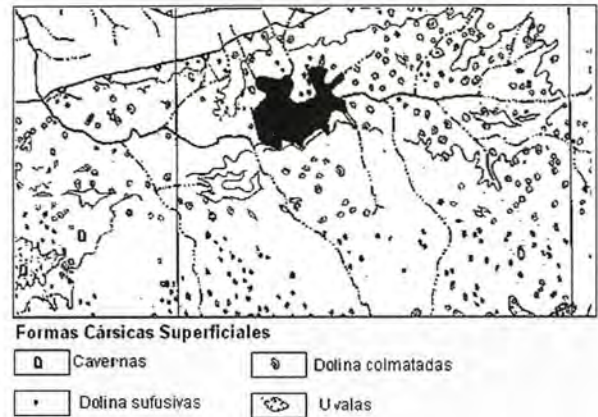 Formas Cársicas Superficiales
Cavernas
Dolina colmatadas
Dolina sufusivas
Uvalas